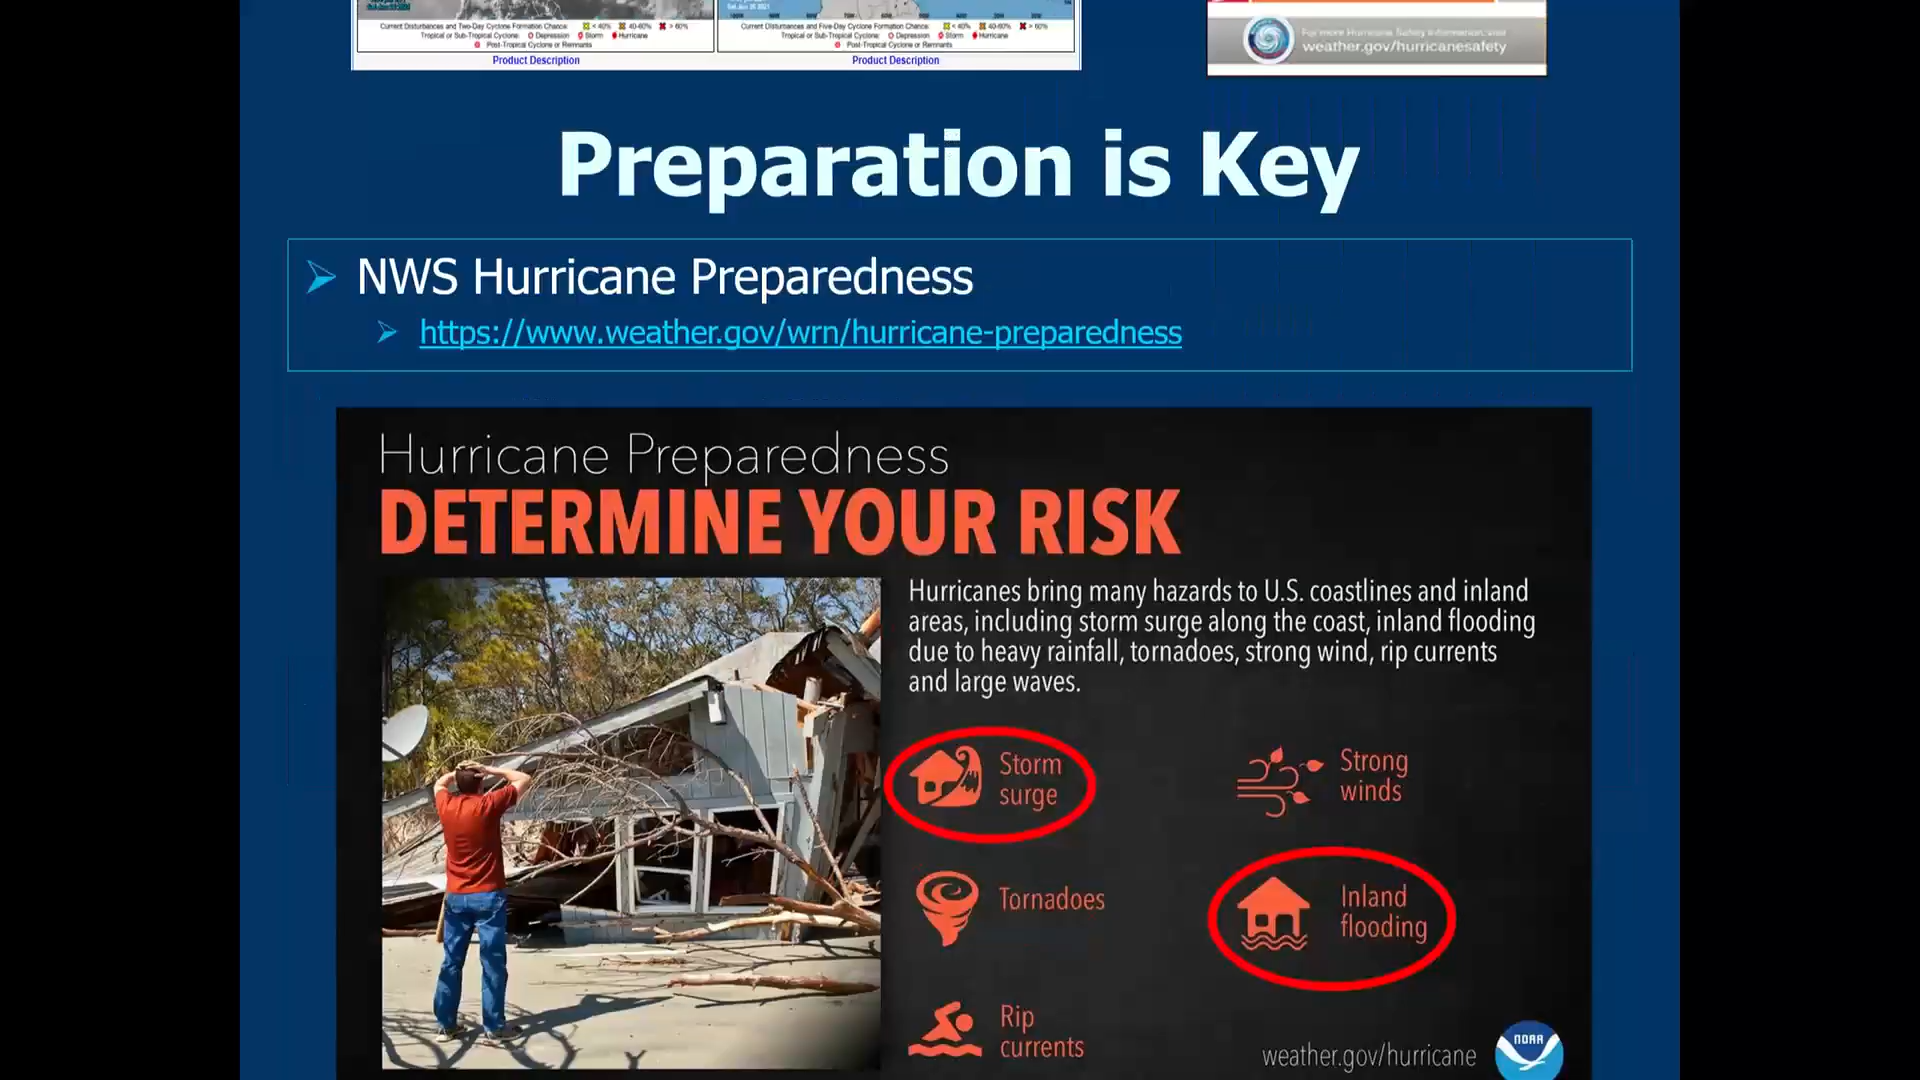 Current Disturbances and Two-Day Cyclone Formation Chance: < 40% 40-60% > 60%
Tropical or Sub-Tropical Cyclone: Depression Storm Hurricane
Post-Tropical Cyclone or Remnants
Product Description
Current Disturbances and Five-Day Cyclone Formation Chance: < 40% 40-60% > 60%
Tropical or Sub-Tropical Cyclone: Depression Storm Hurricane
Post-Tropical Cyclone or Remnants
Product Description
For more Hurricane Safety Information, visit
weather.gov/hurricanesafety
Preparation is Key
NWS Hurricane Preparedness
https://www.weather.gov/wrn/hurricane-preparedness
Hurricane Preparedness
DETERMINE YOUR RISK
Hurricanes bring many hazards to U.S. coastlines and inland
areas, including storm surge along the coast, inland flooding
due to heavy rainfall, tornadoes, strong wind, rip currents
and large waves.
Storm
surge
Strong
winds
Tornadoes
Inland
flooding
Rip
currents
weather.gov/hurricane
NOAA